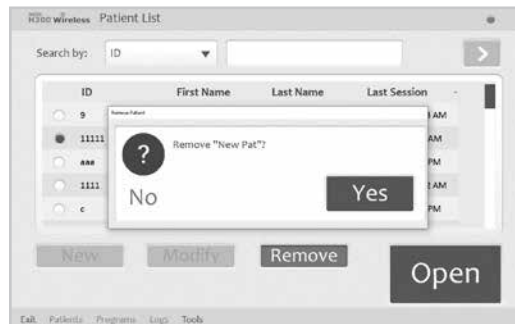 H300 Wireless Patient List
Search by: ID
ID First Name Last Name Last Session
9 AM
Remove Patient
11111 AM
Remove "New Pat"?
?
aaa PM
1111 AM
No Yes
c PM
New Modify Remove Open
Exit Patients Programs Logs Tools